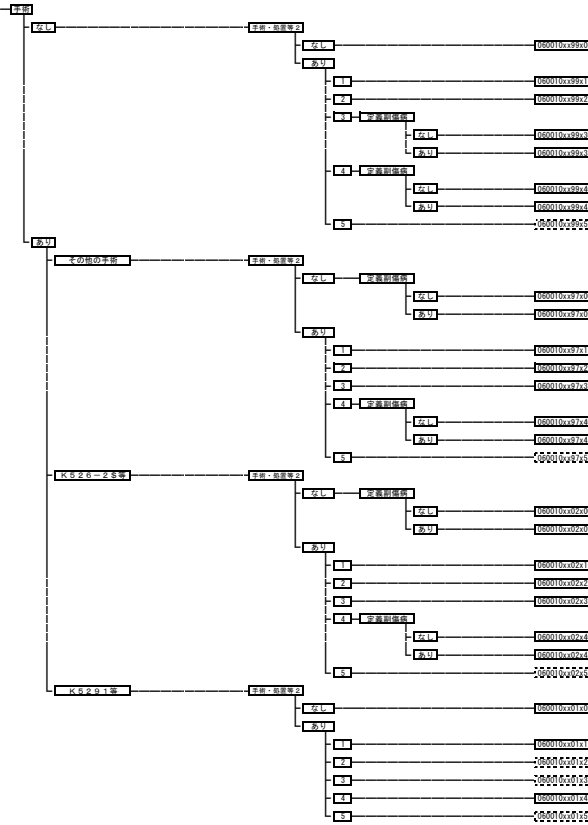 手術
なし 手術・処置等2
なし 060010xx99x0
あり
1 060010xx99x1
2 060010xx99x2
3 定義副傷病
なし 060010xx99x3
あり 060010xx99x3
4 定義副傷病
なし 060010xx99x4
あり 060010xx99x4
5 060010xx99x5
あり
その他の手術 手術・処置等2
なし 定義副傷病
なし 060010xx97x0
あり 060010xx97x0
あり
1 060010xx97x1
2 060010xx97x2
3 060010xx97x3
4 定義副傷病
なし 060010xx97x4
あり 060010xx97x4
5 060010xx97x5
K526-2$等 手術・処置等2
なし 定義副傷病
なし 060010xx02x0
あり 060010xx02x0
あり
1 060010xx02x1
2 060010xx02x2
3 060010xx02x3
4 定義副傷病
なし 060010xx02x4
あり 060010xx02x4
5 060010xx02x5
K5291等 手術・処置等2
なし 060010xx01x0
あり
1 060010xx01x1
2 060010xx01x2
3 060010xx01x3
4 060010xx01x4
5 060010xx01x5